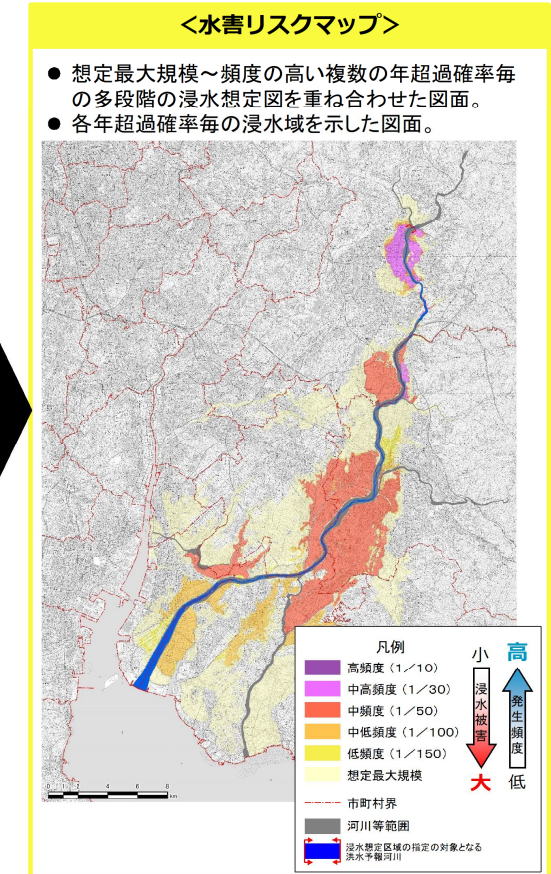 ＜水害リスクマップ＞
● 想定最大規模～頻度の高い複数の年超過確率毎
の多段階の浸水想定図を重ね合わせた図面。
● 各年超過確率毎の浸水域を示した図面。
0 1 2 4 6 8
km
凡例
高頻度（1／10）
中高頻度（1／30）
中頻度（1／50）
中低頻度（1／100）
低頻度（1／150）
想定最大規模
市町村界
河川等範囲
浸水想定区域の指定の対象となる
洪水予報河川
小
浸水被害
大
高
発生頻度
低